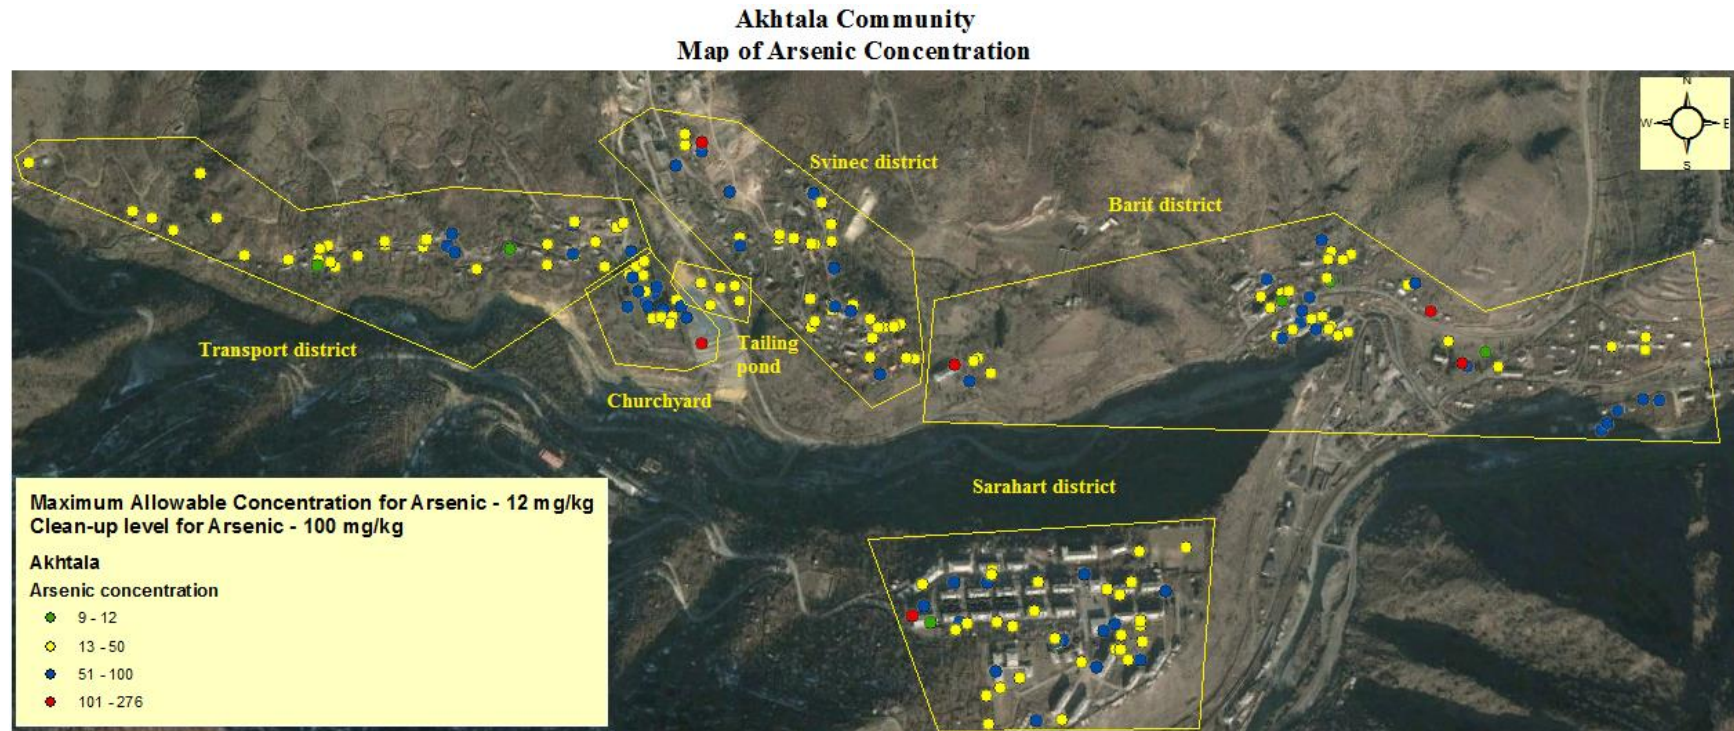 Akhtala Community
Map of Arsenic Concentration
N
W E
S
Svinec district
Barit district
Transport district
Tailing
pond
Churchyard
Sarahart district
Maximum Allowable Concentration for Arsenic - 12 mg/kg
Clean-up level for Arsenic - 100 mg/kg
Akhtala
Arsenic concentration
9 - 12
13 - 50
51 - 100
101 - 276